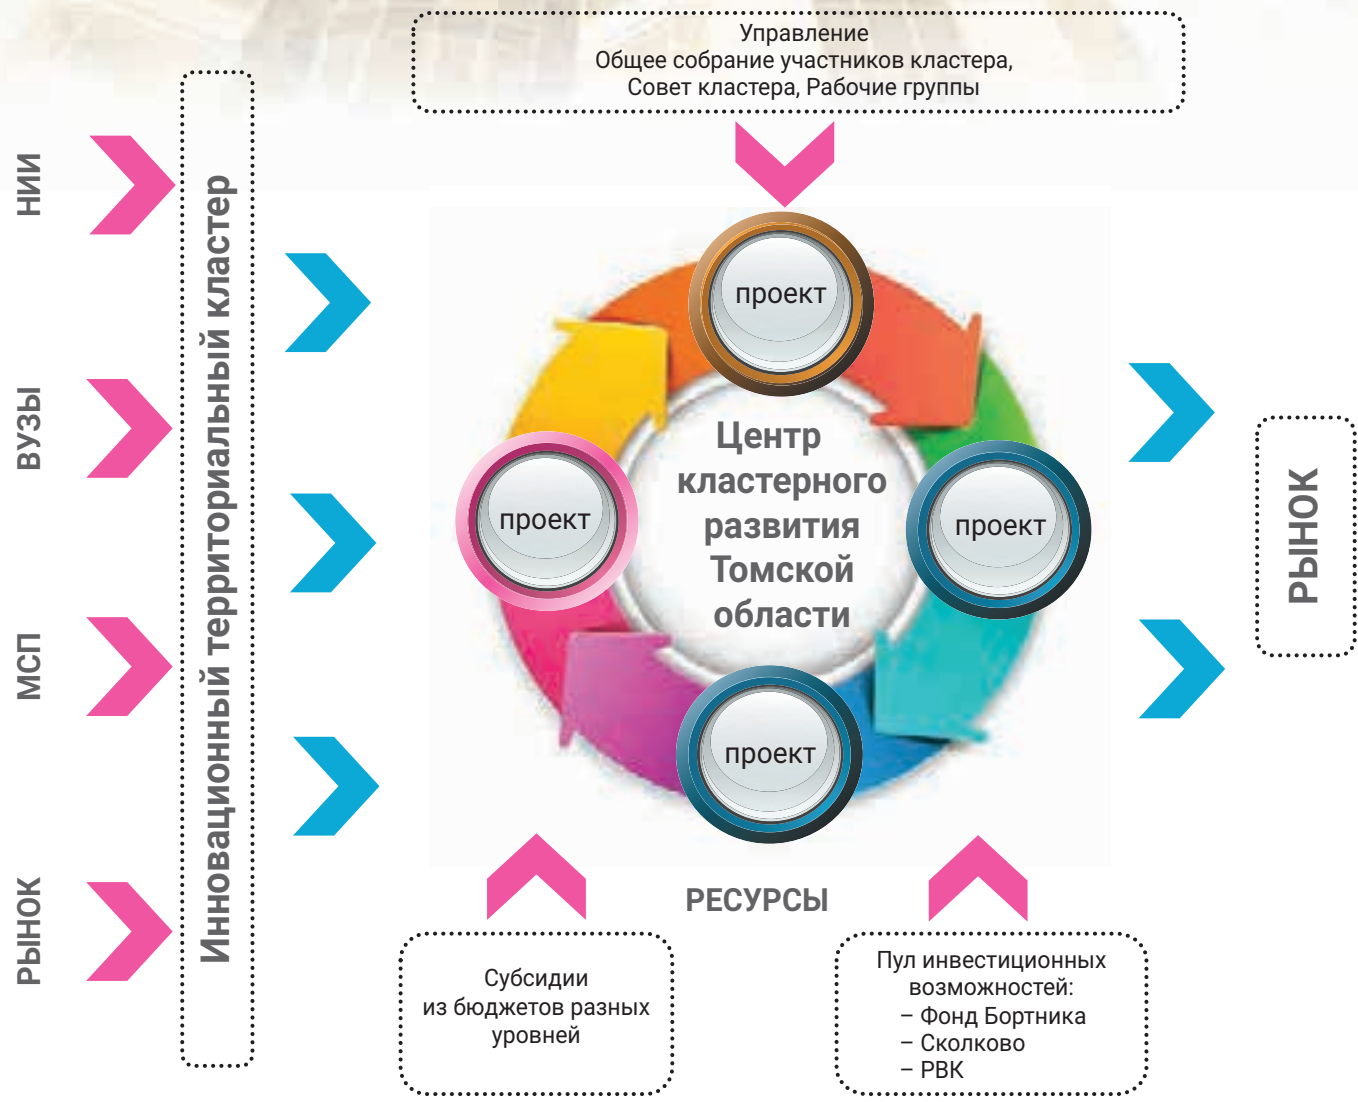 Управление
Общее собрание участников кластера,
Совет кластера, Рабочие группы
НИИ
ВУЗЫ
МСП
РЫНОК
Инновационный территориальный кластер
проект
проект
проект
проект
Центр
кластерного
развития
Томской
области
РЫНОК
РЕСУРСЫ
Субсидии
из бюджетов разных
уровней
Пул инвестиционных
возможностей:
– Фонд Бортника
– Сколково
– РВК